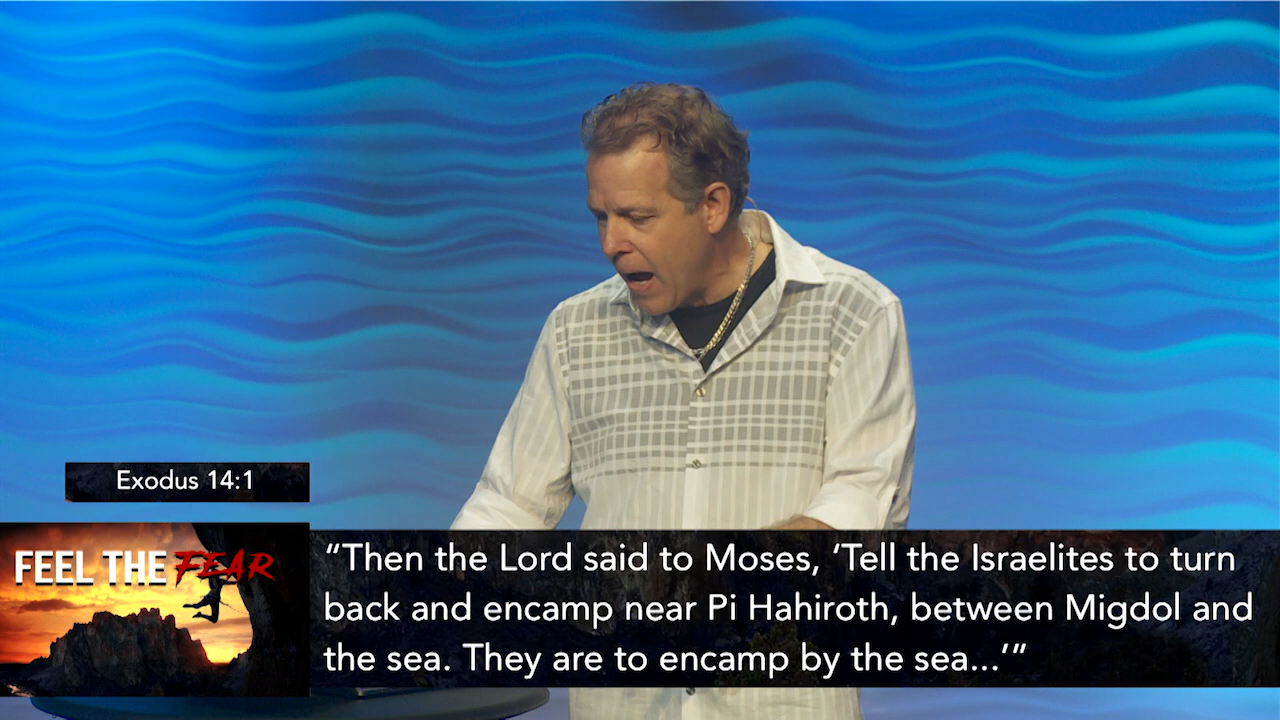 Exodus 14:1
FEEL THE FEAR
“Then the Lord said to Moses, ‘Tell the Israelites to turn
back and encamp near Pi Hahiroth, between Migdol and
the sea. They are to encamp by the sea...’”